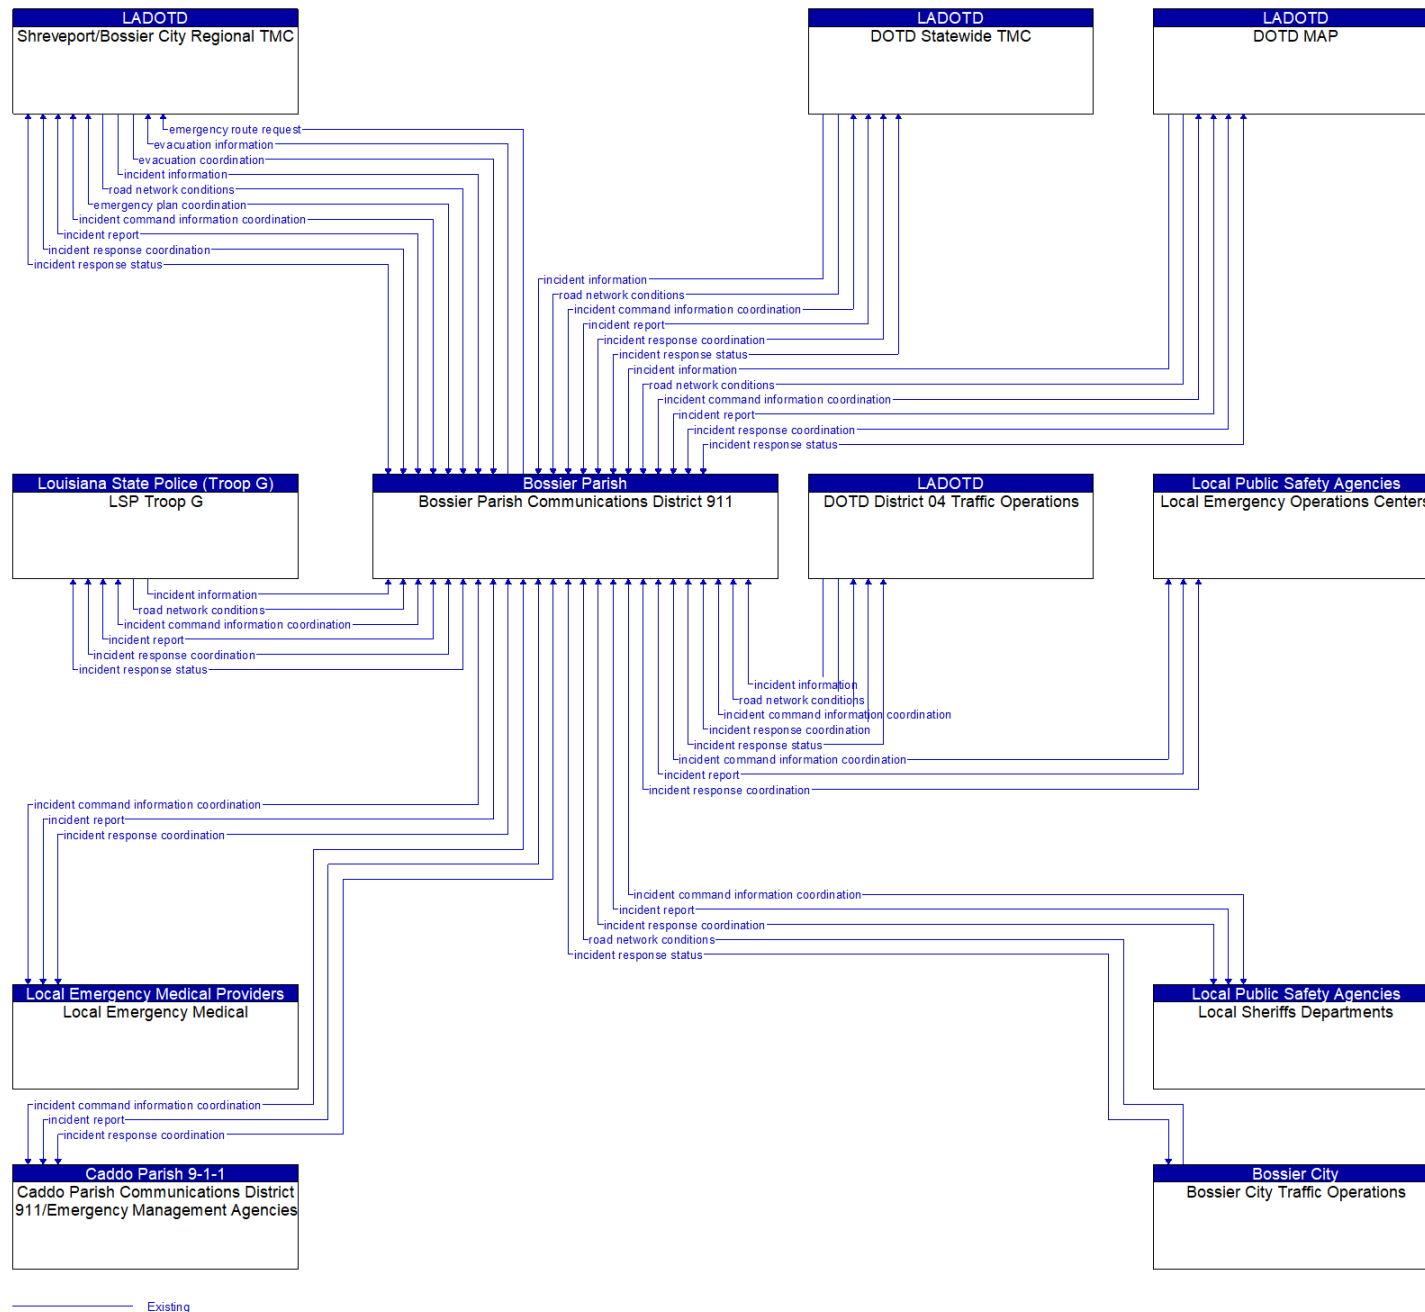 LADOTD
Shreveport/Bossier City Regional TMC
LADOTD
DOTD Statewide TMC
LADOTD
DOTD MAP
emergency route request
evacuation information
evacuation coordination
incident information
road network conditions
emergency plan coordination
incident command information coordination
incident report
incident response coordination
incident response status
incident information
road network conditions
incident command information coordination
incident report
incident response coordination
incident response status
incident information
road network conditions
incident command information coordination
incident report
incident response coordination
incident response status
Louisiana State Police (Troop G)
LSP Troop G
Bossier Parish
Bossier Parish Communications District 911
LADOTD
DOTD District 04 Traffic Operations
Local Public Safety Agencies
Local Emergency Operations Centers
incident information
road network conditions
incident command information coordination
incident report
incident response coordination
incident response status
incident information
road network conditions
incident command information coordination
incident response coordination
incident response status
incident command information coordination
incident report
incident response coordination
incident command information coordination
incident report
incident response coordination
incident command information coordination
incident report
incident response coordination
road network conditions
incident response status
Local Emergency Medical Providers
Local Emergency Medical
Local Public Safety Agencies
Local Sheriffs Departments
incident command information coordination
incident report
incident response coordination
Caddo Parish 9-1-1
Caddo Parish Communications District
911/Emergency Management Agencies
Bossier City
Bossier City Traffic Operations
Existing